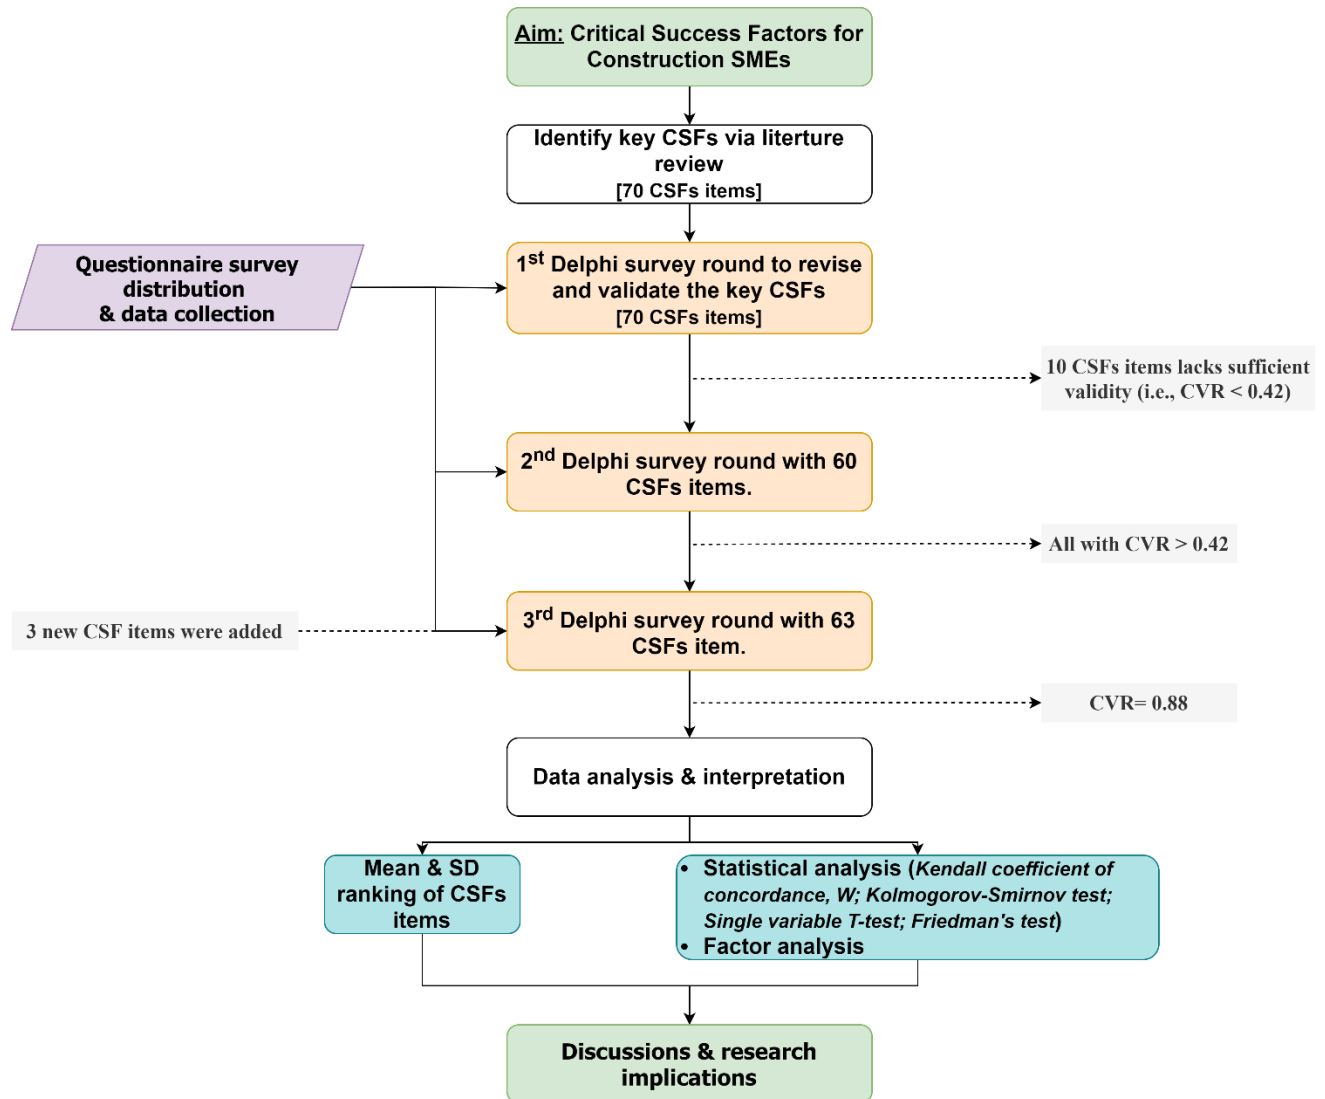 Aim: Critical Success Factors for
Construction SMEs
Identify key CSFs via literture
review
[70 CSFs items]
Questionnaire survey
distribution
& data collection
1st Delphi survey round to revise
and validate the key CSFs
[70 CSFs items]
10 CSFs items lacks sufficient
validity (i.e., CVR < 0.42)
2nd Delphi survey round with 60
CSFs items.
All with CVR > 0.42
3 new CSF items were added
3rd Delphi survey round with 63
CSFs item.
CVR= 0.88
Data analysis & interpretation
Mean & SD
ranking of CSFs
items
• Statistical analysis (Kendall coefficient of
concordance, W; Kolmogorov-Smirnov test;
Single variable T-test; Friedman's test)
• Factor analysis
Discussions & research
implications